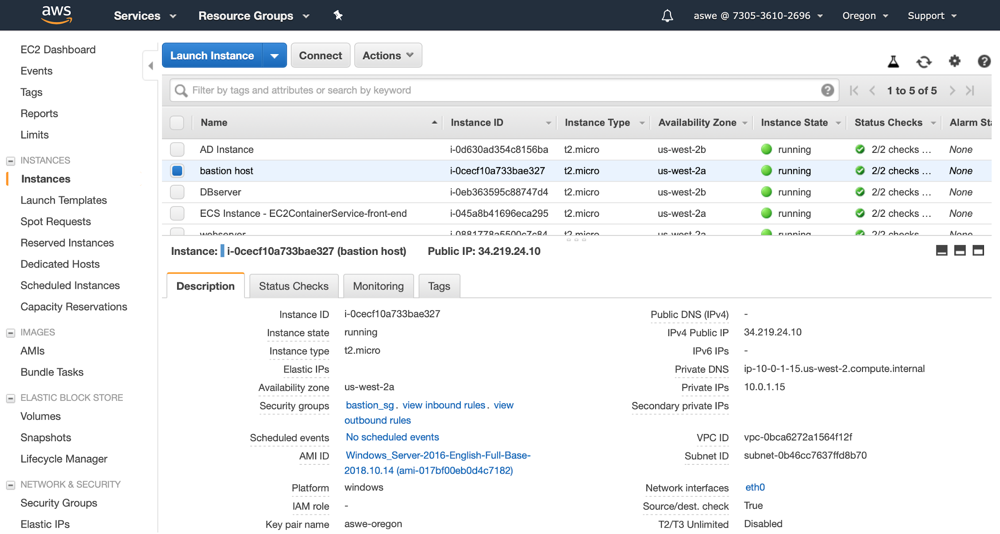 aws Services Resource Groups aswe @ 7305-3610-2696 Oregon Support
EC2 Dashboard
Events
Tags
Reports
Limits
INSTANCES
Instances
Launch Templates
Spot Requests
Reserved Instances
Dedicated Hosts
Scheduled Instances
Capacity Reservations
IMAGES
AMIs
Bundle Tasks
ELASTIC BLOCK STORE
Volumes
Snapshots
Lifecycle Manager
NETWORK & SECURITY
Security Groups
Elastic IPs
Launch Instance Connect Actions
Filter by tags and attributes or search by keyword 1 to 5 of 5
Name Instance ID Instance Type Availability Zone Instance State Status Checks Alarm Sta
AD Instance i-0d630ad354c8156ba t2.micro us-west-2b running 2/2 checks ... None
bastion host i-0cecf10a733bae327 t2.micro us-west-2a running 2/2 checks ... None
DBserver i-0eb363595c88747d4 t2.micro us-west-2b running 2/2 checks ... None
ECS Instance - EC2ContainerService-front-end i-045a8b41696eca295 t2.micro us-west-2a running 2/2 checks ... None
webserver i-0881778a5500c7c84 t2.micro us-west-2a running 2/2 checks None
Instance: i-0cecf10a733bae327 (bastion host) Public IP: 34.219.24.10
Description Status Checks Monitoring Tags
Instance ID i-0cecf10a733bae327 Public DNS (IPv4) -
Instance state running IPv4 Public IP 34.219.24.10
Instance type t2.micro IPv6 IPs -
Elastic IPs Private DNS ip-10-0-1-15.us-west-2.compute.internal
Availability zone us-west-2a Private IPs 10.0.1.15
Security groups bastion_sg. view inbound rules. view Secondary private IPs
outbound rules
Scheduled events No scheduled events VPC ID vpc-0bca6272a1564f12f
AMI ID Windows_Server-2016-English-Full-Base- Subnet ID subnet-0b46cc7637ffd8b70
2018.10.14 (ami-017bf00eb0d4c7182)
Platform windows Network interfaces eth0
IAM role - Source/dest. check True
Key pair name aswe-oregon T2/T3 Unlimited Disabled